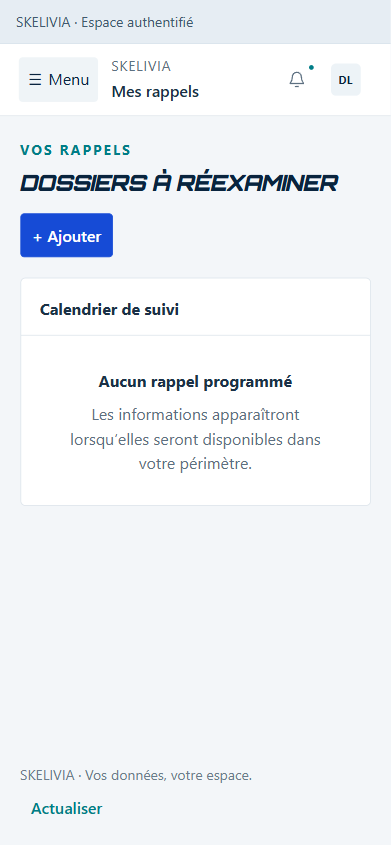 SKELIVIA · Espace authentifié
☰ Menu
SKELIVIA
Mes rappels
DL
VOS RAPPELS
DOSSIERS À RÉEXAMINER
+ Ajouter
Calendrier de suivi
Aucun rappel programmé
Les informations apparaîtront
lorsqu’elles seront disponibles dans
votre périmètre.
SKELIVIA · Vos données, votre espace.
Actualiser